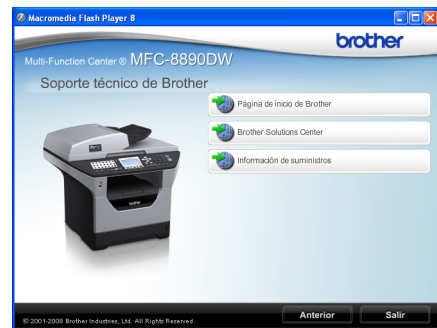 Macromedia Flash Player 8
brother
Multi-Function Center ® MFC-8890DW
Soporte técnico de Brother
Página de inicio de Brother
Brother Solutions Center
Información de suministros
© 2001-2008 Brother Industries, Ltd. All Rights Reserved.
Anterior
Salir